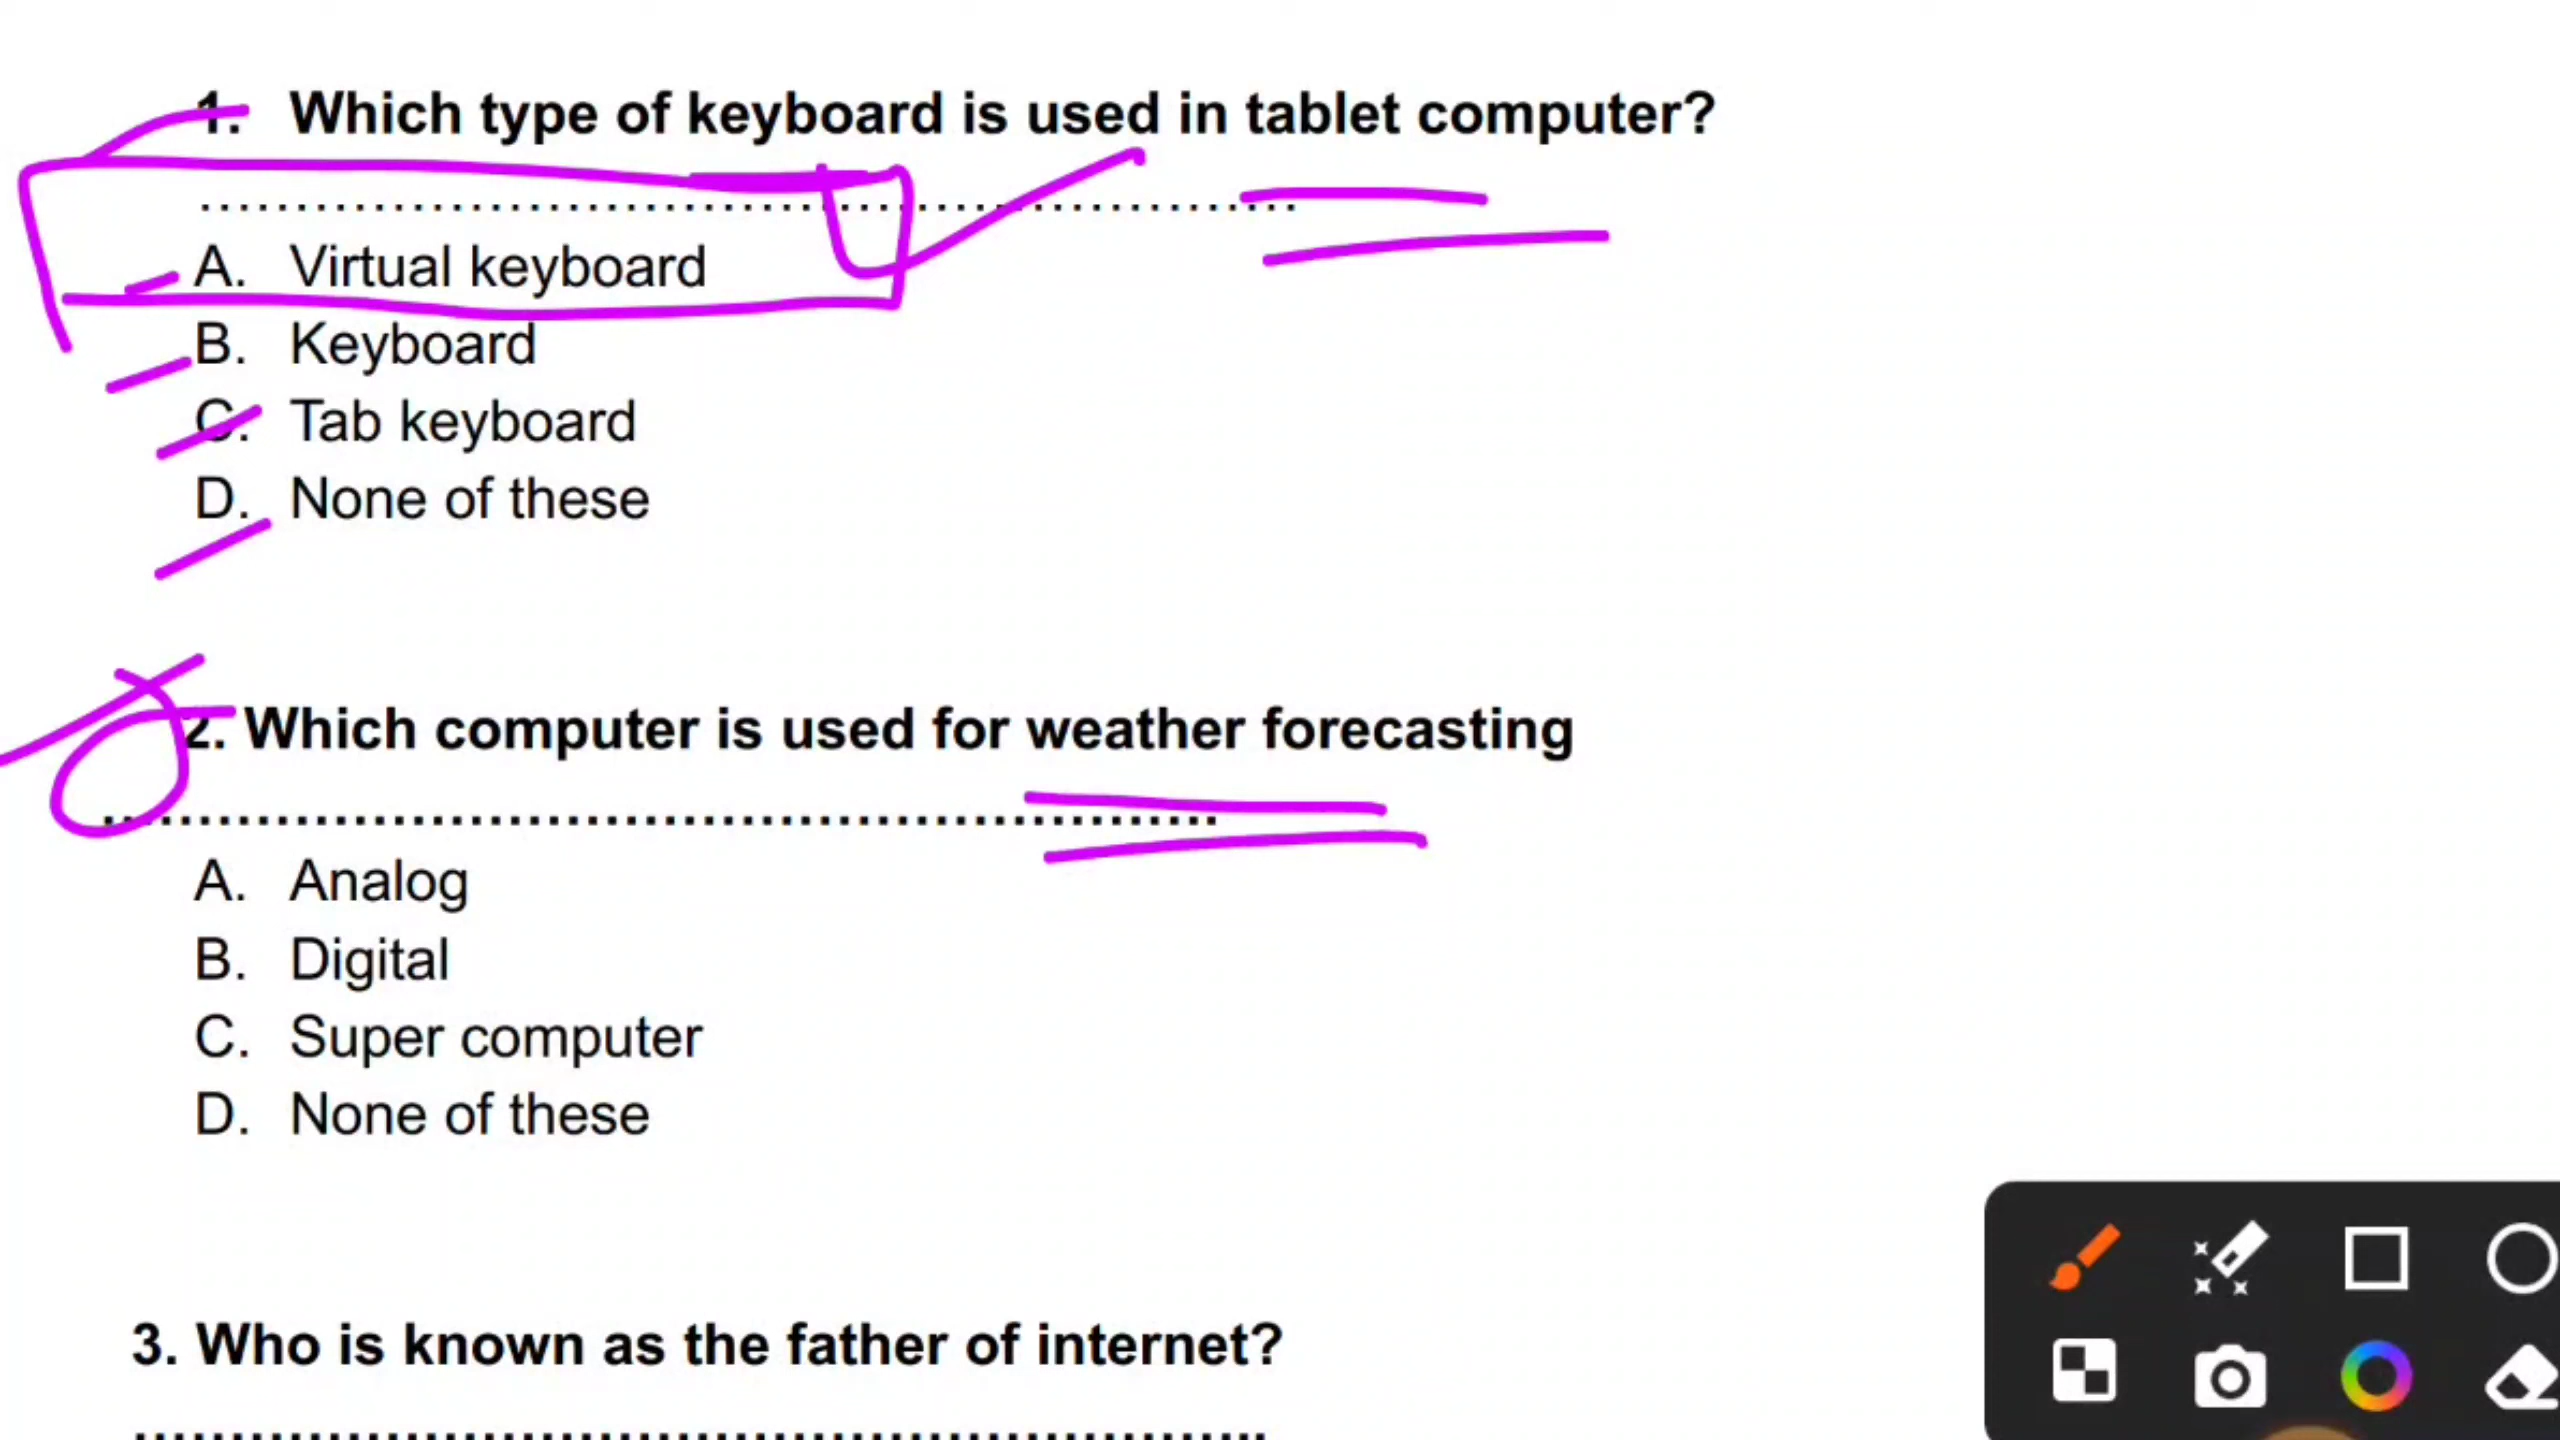 1. Which type of keyboard is used in tablet computer?
................................................................
A. Virtual keyboard
B. Keyboard
C. Tab keyboard
D. None of these
2. Which computer is used for weather forecasting
................................................................
A. Analog
B. Digital
C. Super computer
D. None of these
3. Who is known as the father of internet?
................................................................